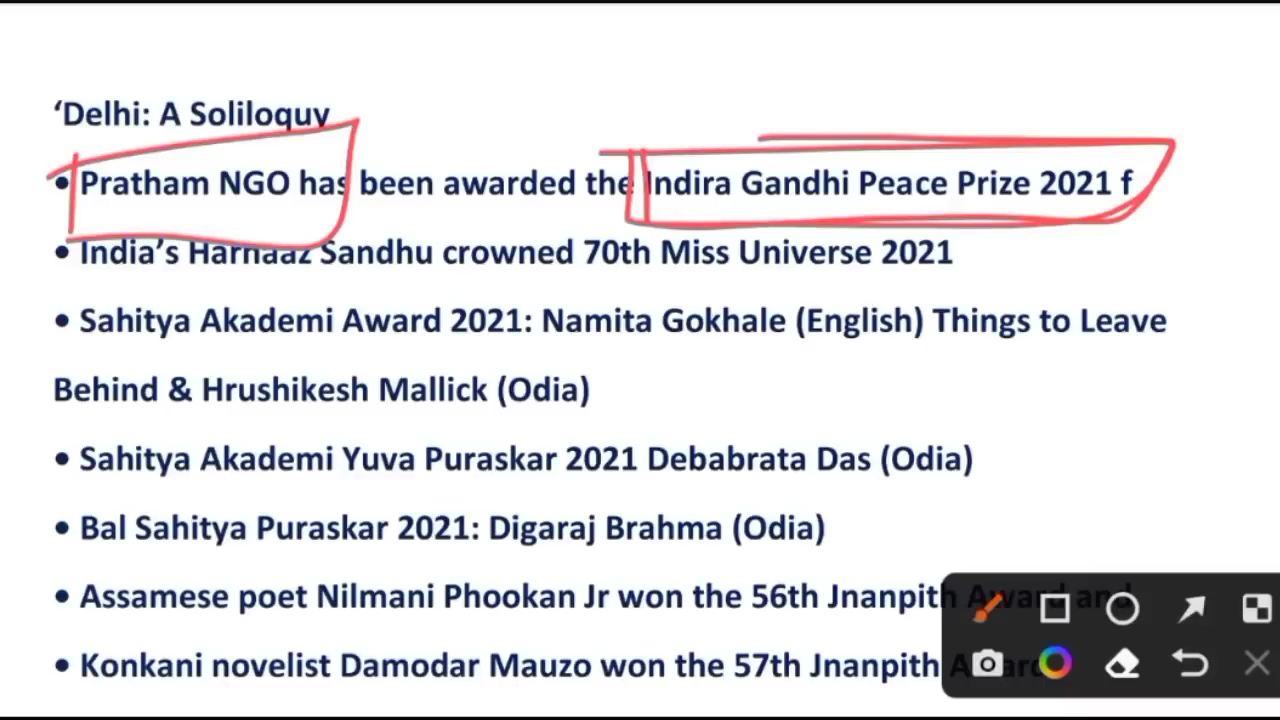 ‘Delhi: A Soliloquy
• Pratham NGO has been awarded the Indira Gandhi Peace Prize 2021 f
• India’s Harnaaz Sandhu crowned 70th Miss Universe 2021
• Sahitya Akademi Award 2021: Namita Gokhale (English) Things to Leave
Behind & Hrushikesh Mallick (Odia)
• Sahitya Akademi Yuva Puraskar 2021 Debabrata Das (Odia)
• Bal Sahitya Puraskar 2021: Digaraj Brahma (Odia)
• Assamese poet Nilmani Phookan Jr won the 56th Jnanpith Award and
• Konkani novelist Damodar Mauzo won the 57th Jnanpith Award